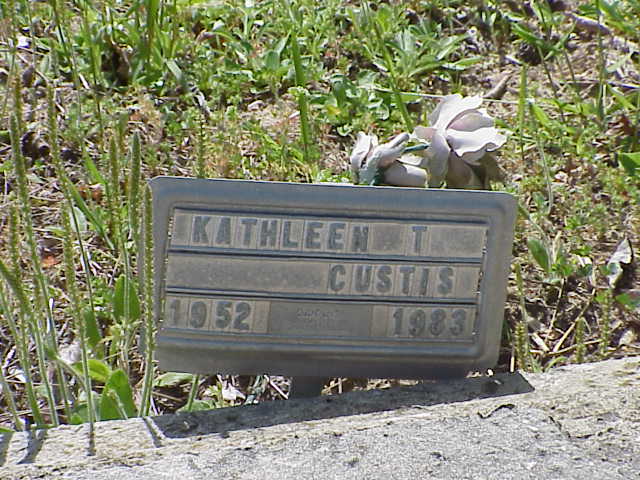 KATHLEEN T
CUSTIS
1952 1983